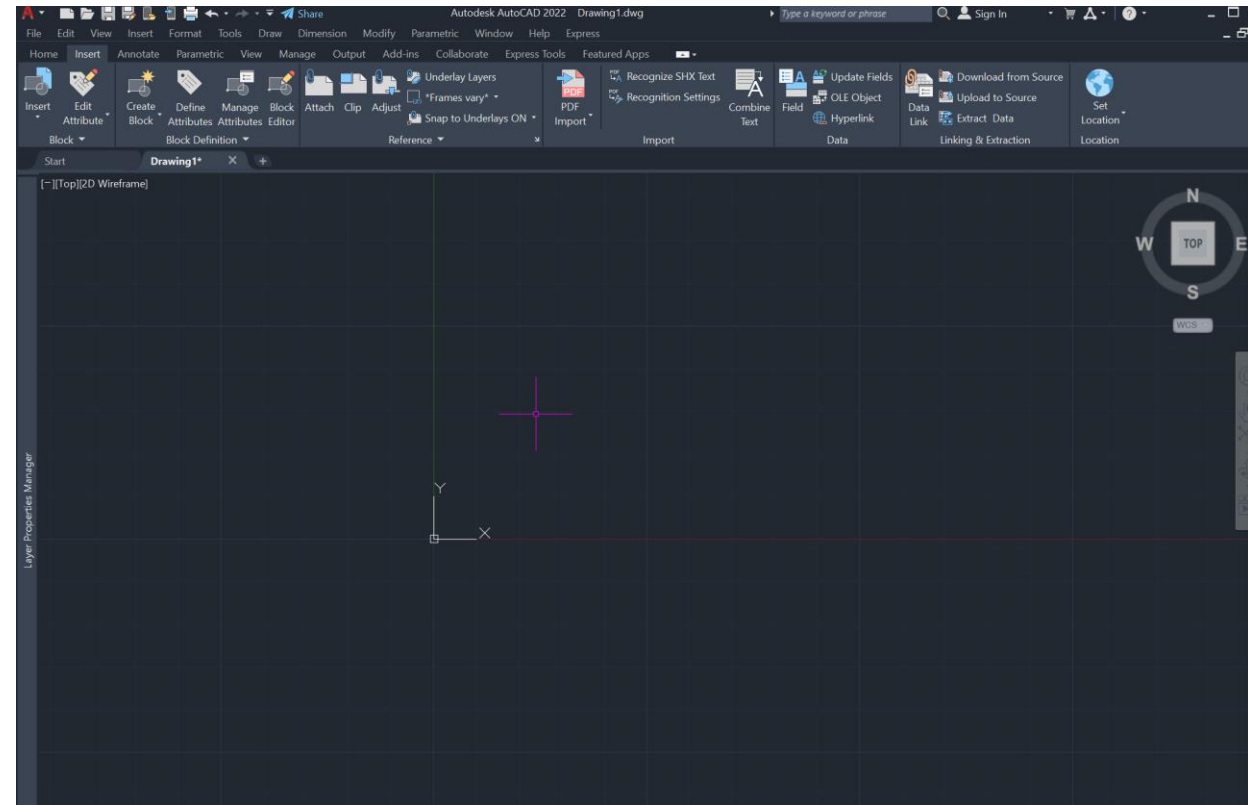 Share Autodesk AutoCAD 2022 Drawing1.dwg Type a keyword or phrase Sign In
File Edit View Insert Format Tools Draw Dimension Modify Parametric Window Help Express
Home Insert Annotate Parametric View Manage Output Add-ins Collaborate Express Tools Featured Apps
Insert
Edit
Attribute
Block
Create
Block
Define
Attributes
Manage
Attributes
Block
Editor
Block Definition
Attach
Clip
Adjust
Underlay Layers
*Frames vary*
Snap to Underlays ON
Reference
PDF
PDF
Import
Recognize SHX Text
Recognition Settings
Combine
Text
Import
Field
Update Fields
OLE Object
Hyperlink
Data
Data
Link
Download from Source
Upload to Source
Extract Data
Linking & Extraction
Set
Location
Location
Start Drawing1* X +
[-][Top][2D Wireframe]
N
W TOP E
S
WCS
Y
X
Layer Properties Manager